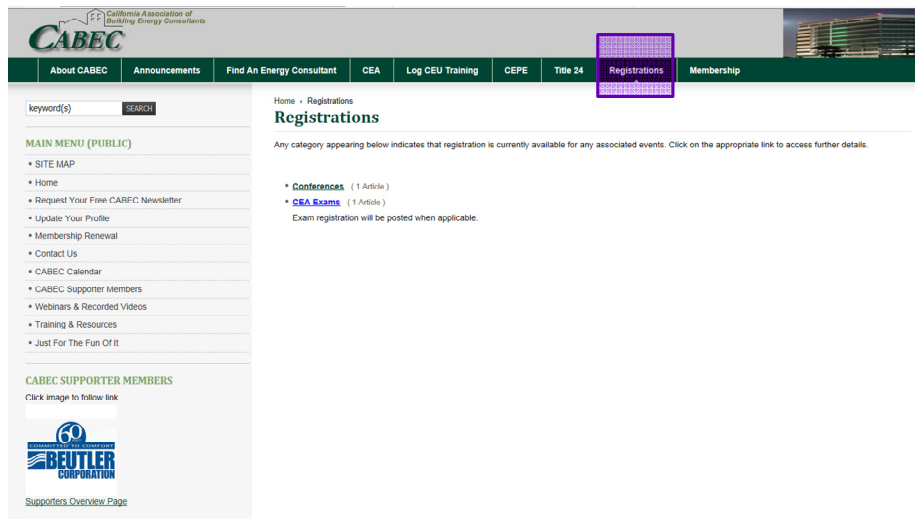 California Association of
Building Energy Consultants
CABEC
About CABEC Announcements Find An Energy Consultant CEA Log CEU Training CEPE Title 24 Registrations Membership
keyword(s) SEARCH
Home › Registrations
Registrations
Any category appearing below indicates that registration is currently available for any associated events. Click on the appropriate link to access further details.
• Conferences ( 1 Article )
• CEA Exams ( 1 Article )
Exam registration will be posted when applicable.
MAIN MENU (PUBLIC)
• SITE MAP
• Home
• Request Your Free CABEC Newsletter
• Update Your Profile
• Membership Renewal
• Contact Us
• CABEC Calendar
• CABEC Supporter Members
• Webinars & Recorded Videos
• Training & Resources
• Just For The Fun Of It
CABEC SUPPORTER MEMBERS
Click image to follow link
60
COMMITTED TO COMFORT
BEUTLER
CORPORATION
Supporters Overview Page